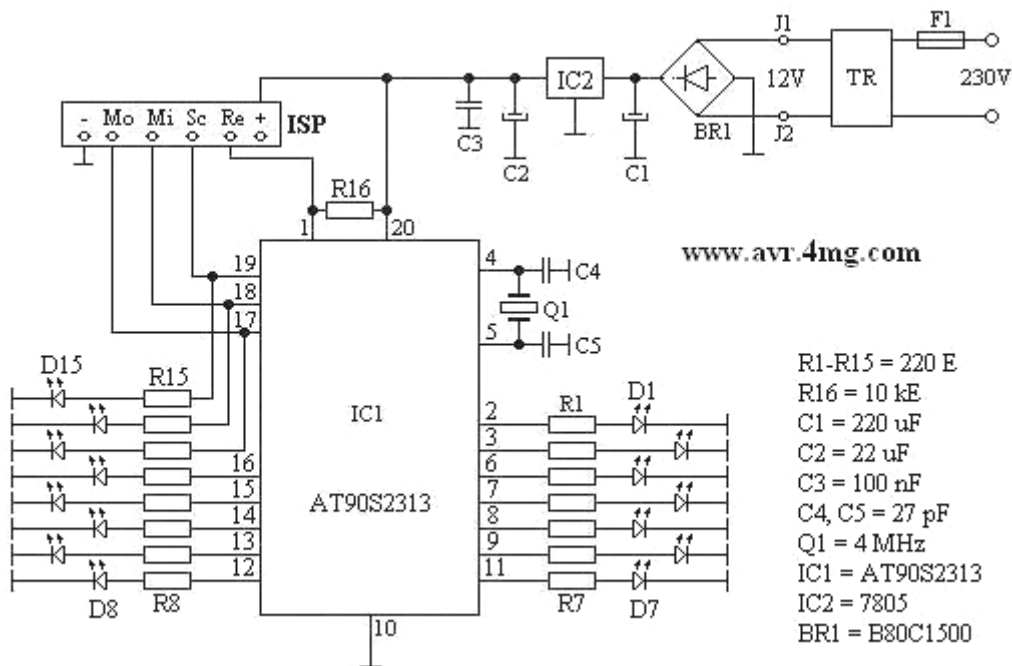 J1
F1
IC2
12V
TR
230V
BR1
J2
C3
C2
C1
- Mo Mi Sc Re +
ISP
R16
1
20
www.avr.4mg.com
19
18
17
4
C4
Q1
5
C5
D15
R15
IC1
AT90S2313
R1
D1
2
3
6
7
8
9
11
16
15
14
13
12
D8
R8
R7
D7
10
R1-R15 = 220 E
R16 = 10 kE
C1 = 220 uF
C2 = 22 uF
C3 = 100 nF
C4, C5 = 27 pF
Q1 = 4 MHz
IC1 = AT90S2313
IC2 = 7805
BR1 = B80C1500